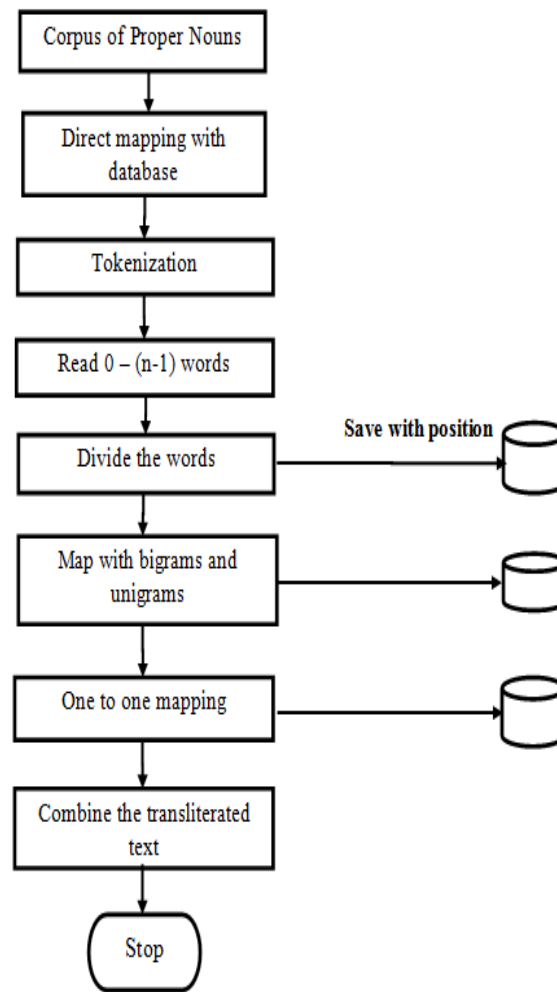 Corpus of Proper Nouns
Direct mapping with
database
Tokenization
Read 0 – (n-1) words
Save with position
Divide the words
Map with bigrams and
unigrams
One to one mapping
Combine the transliterated
text
Stop